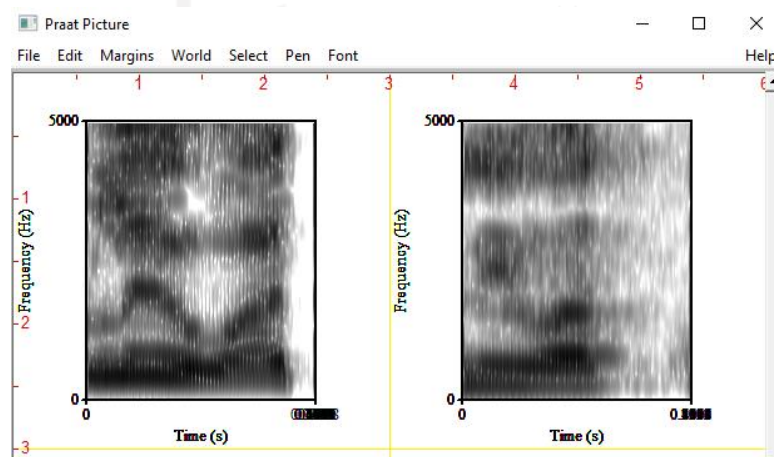 Praat Picture
File Edit Margins World Select Pen Font Help
1 2 3 4 5 6
5000 5000
1
Frequency (Hz) Frequency (Hz)
2
0 0
0 0
Time (s) Time (s)
3